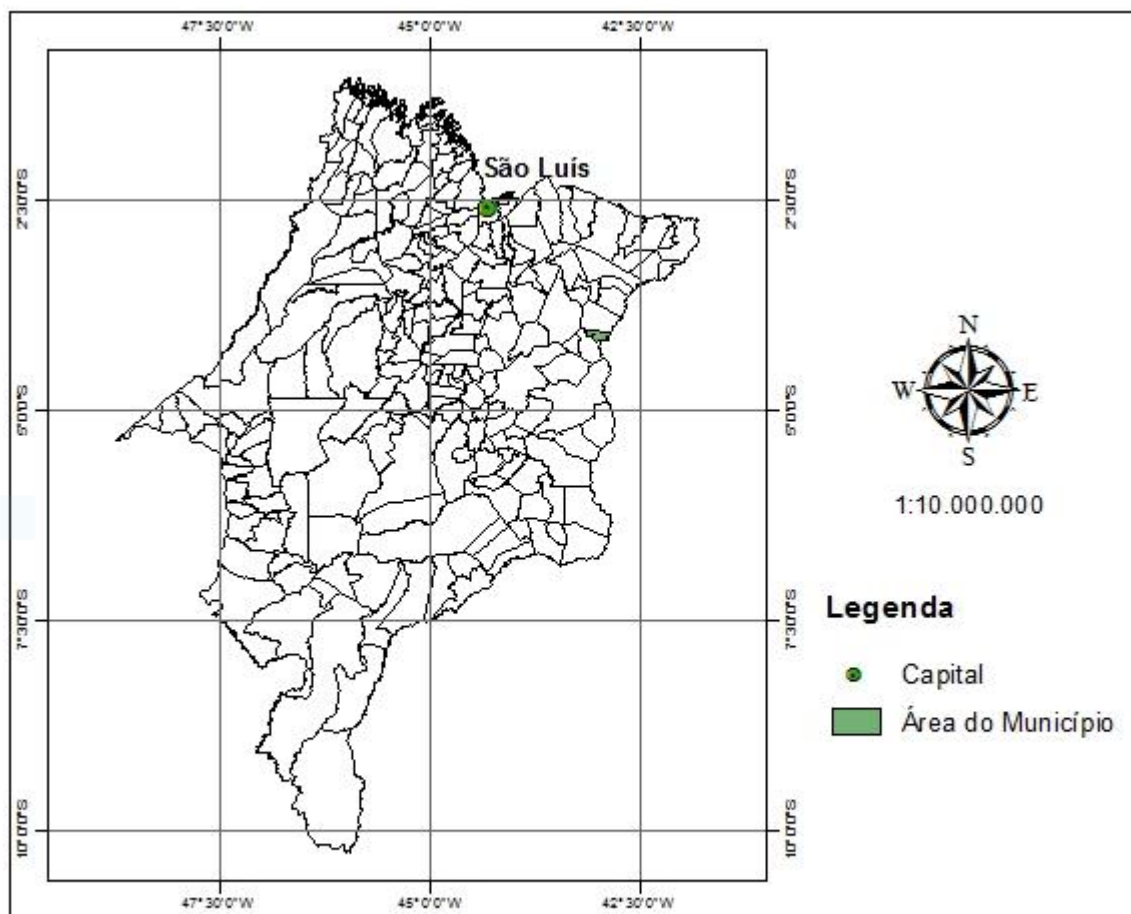 47°30'0"W 45°0'0"W 42°30'0"W
São Luís
2°30'0"S 2°30'0"S
N
W E
S
5°0'0"S 5°0'0"S
1:10.000.000
Legenda
7°30'0"S 7°30'0"S
Capital
Área do Município
10°0'0"S 10°0'0"S
47°30'0"W 45°0'0"W 42°30'0"W